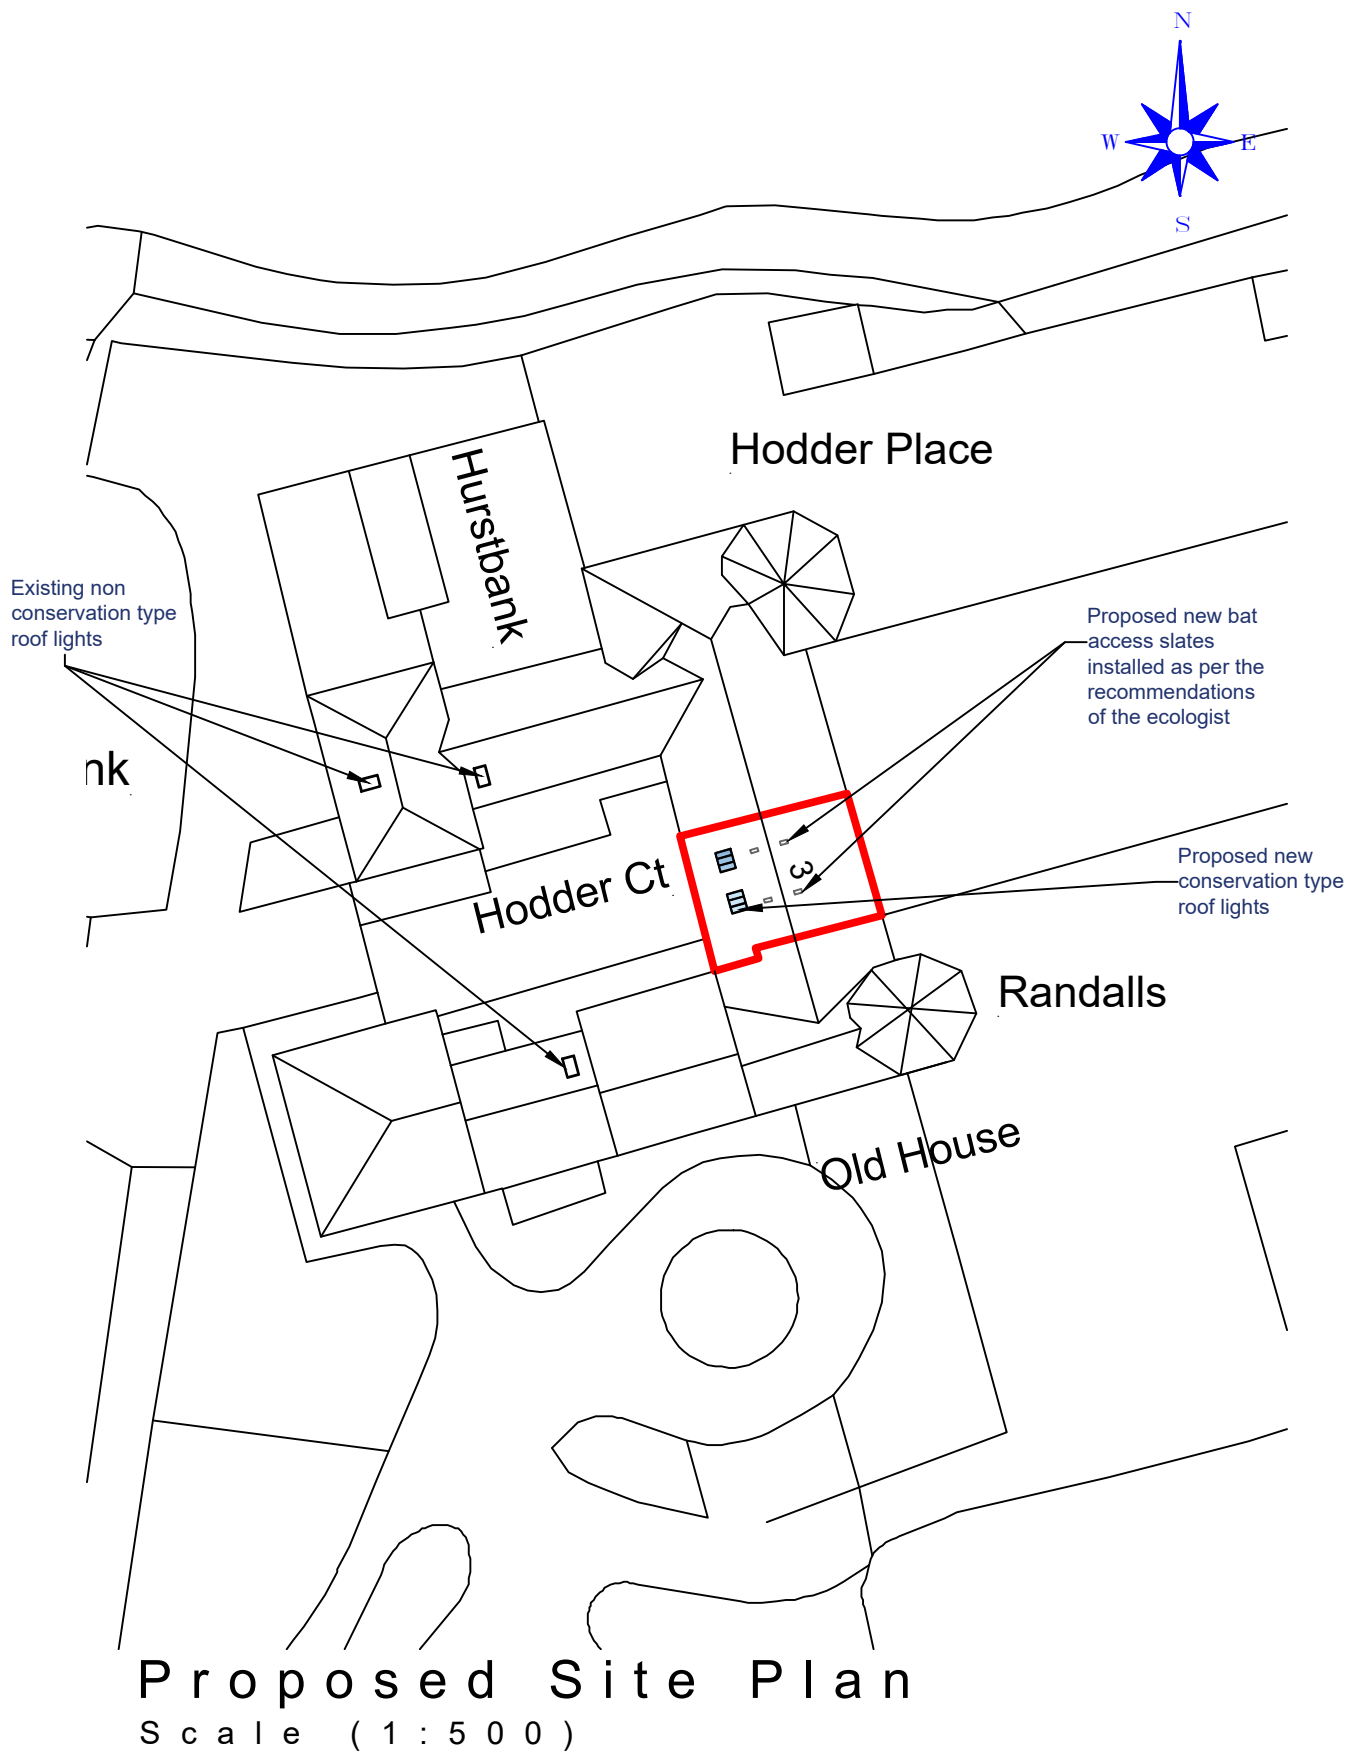 N
W
E
S
Hodder Place
Hurstbank
Existing non
conservation type
roof lights
Proposed new bat
access slates
installed as per the
recommendations
of the ecologist
nk
Proposed new
conservation type
roof lights
3
Hodder Ct
Randalls
Old House
Proposed Site Plan
Scale (1:500)